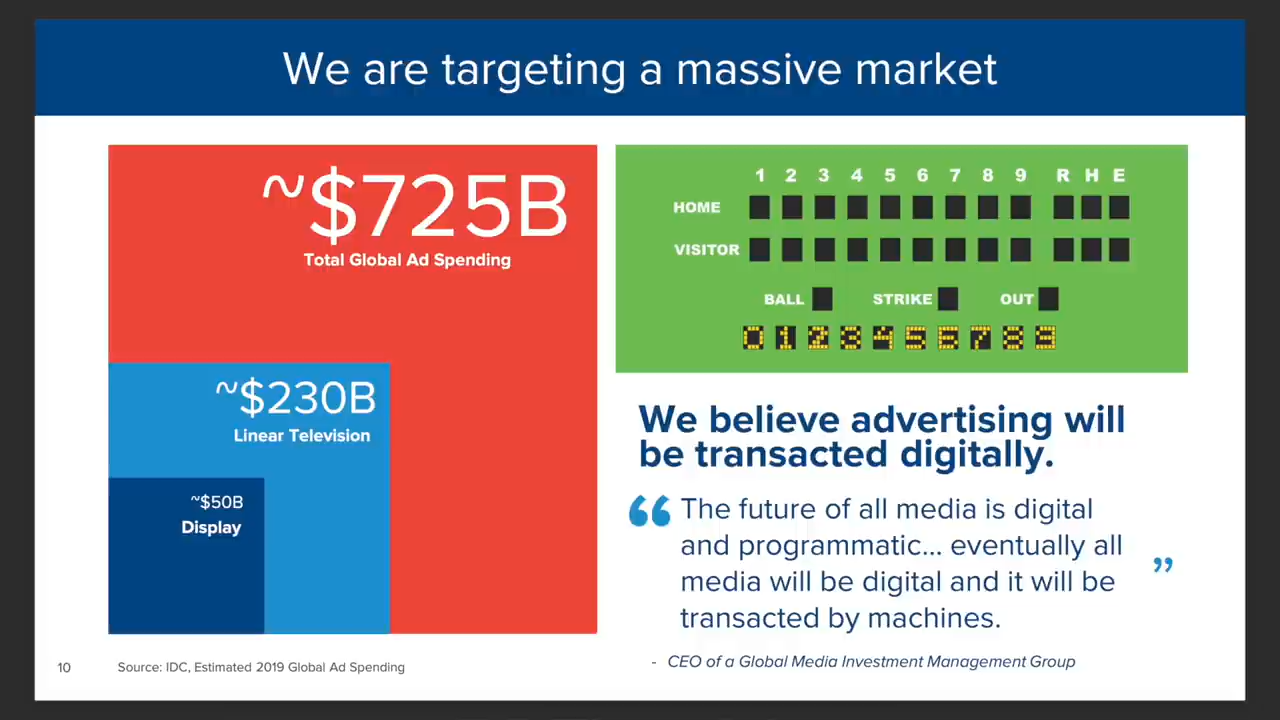 We are targeting a massive market
~$725B
Total Global Ad Spending
~$230B
Linear Television
~$50B
Display
1 2 3 4 5 6 7 8 9 R H E
HOME
VISITOR
BALL STRIKE OUT
0 1 2 3 4 5 6 7 8 9
We believe advertising will
be transacted digitally.
“ The future of all media is digital
and programmatic... eventually all
media will be digital and it will be ”
transacted by machines.
- CEO of a Global Media Investment Management Group
10 Source: IDC, Estimated 2019 Global Ad Spending